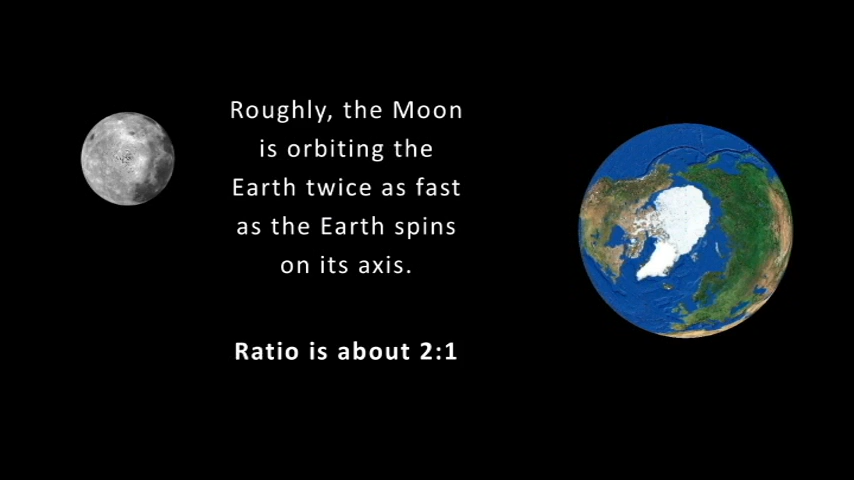 Roughly, the Moon
is orbiting the
Earth twice as fast
as the Earth spins
on its axis.
Ratio is about 2:1